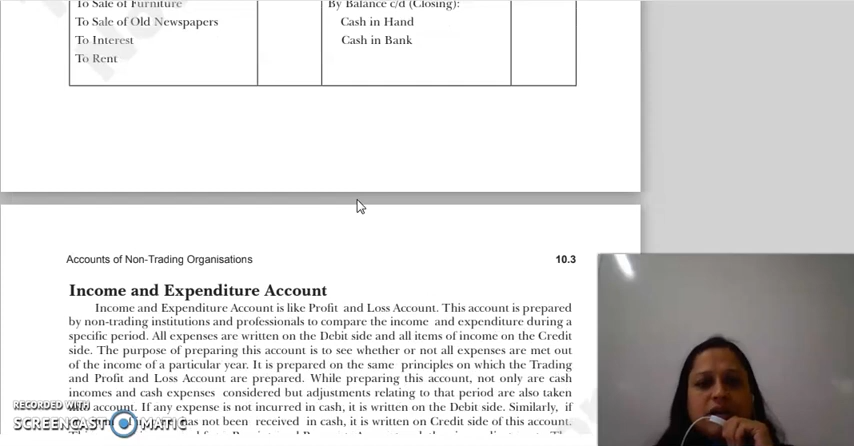 To Sale of Furniture
By Balance c/d (Closing):
To Sale of Old Newspapers
Cash in Hand
To Interest
Cash in Bank
To Rent
Accounts of Non-Trading Organisations
10.3
Income and Expenditure Account
Income and Expenditure Account is like Profit and Loss Account. This account is prepared
by non-trading institutions and professionals to compare the income and expenditure during a
specific period. All expenses are written on the Debit side and all items of income on the Credit
side. The purpose of preparing this account is to see whether or not all expenses are met out
of the income of a particular year. It is prepared on the same principles on which the Trading
and Profit and Loss Account are prepared. While preparing this account, not only are cash
incomes and cash expenses considered but adjustments relating to that period are also taken
into account. If any expense is not incurred in cash, it is written on the Debit side. Similarly, if
has not been received in cash, it is written on Credit side of this account.
RECORDED WITH
SCREENCAST MATIC